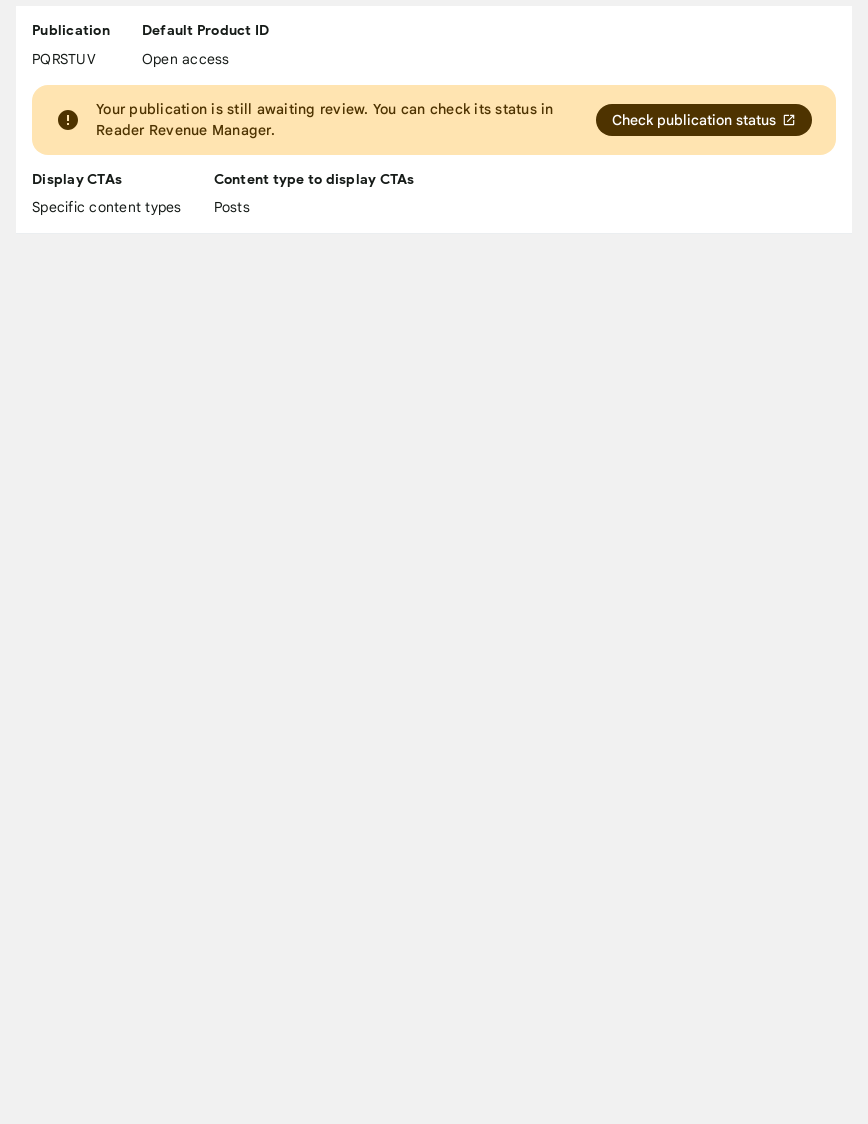 Publication
Default Product ID
PQRSTUV
Open access
Your publication is still awaiting review. You can check its status in
Reader Revenue Manager.
Check publication status
Display CTAs
Content type to display CTAs
Specific content types
Posts